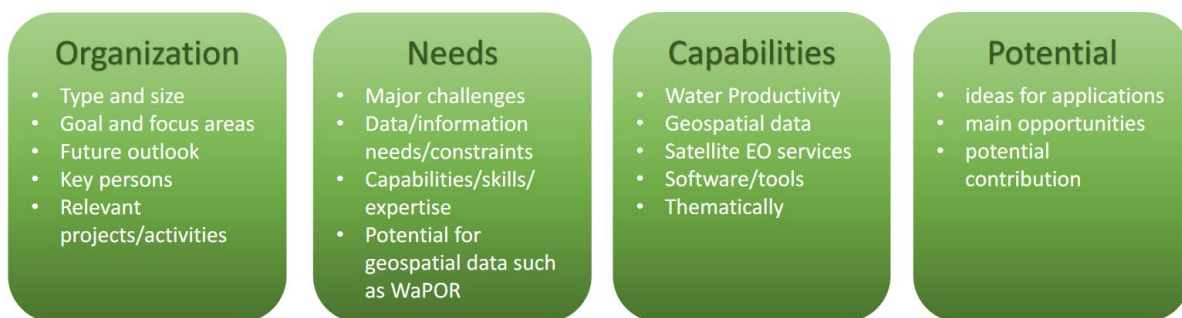 Organization
• Type and size
• Goal and focus areas
• Future outlook
• Key persons
• Relevant
projects/activities
Needs
• Major challenges
• Data/information
needs/constraints
• Capabilities/skills/
expertise
• Potential for
geospatial data such
as WaPOR
Capabilities
• Water Productivity
• Geospatial data
• Satellite EO services
• Software/tools
• Thematically
Potential
• ideas for applications
• main opportunities
• potential
contribution